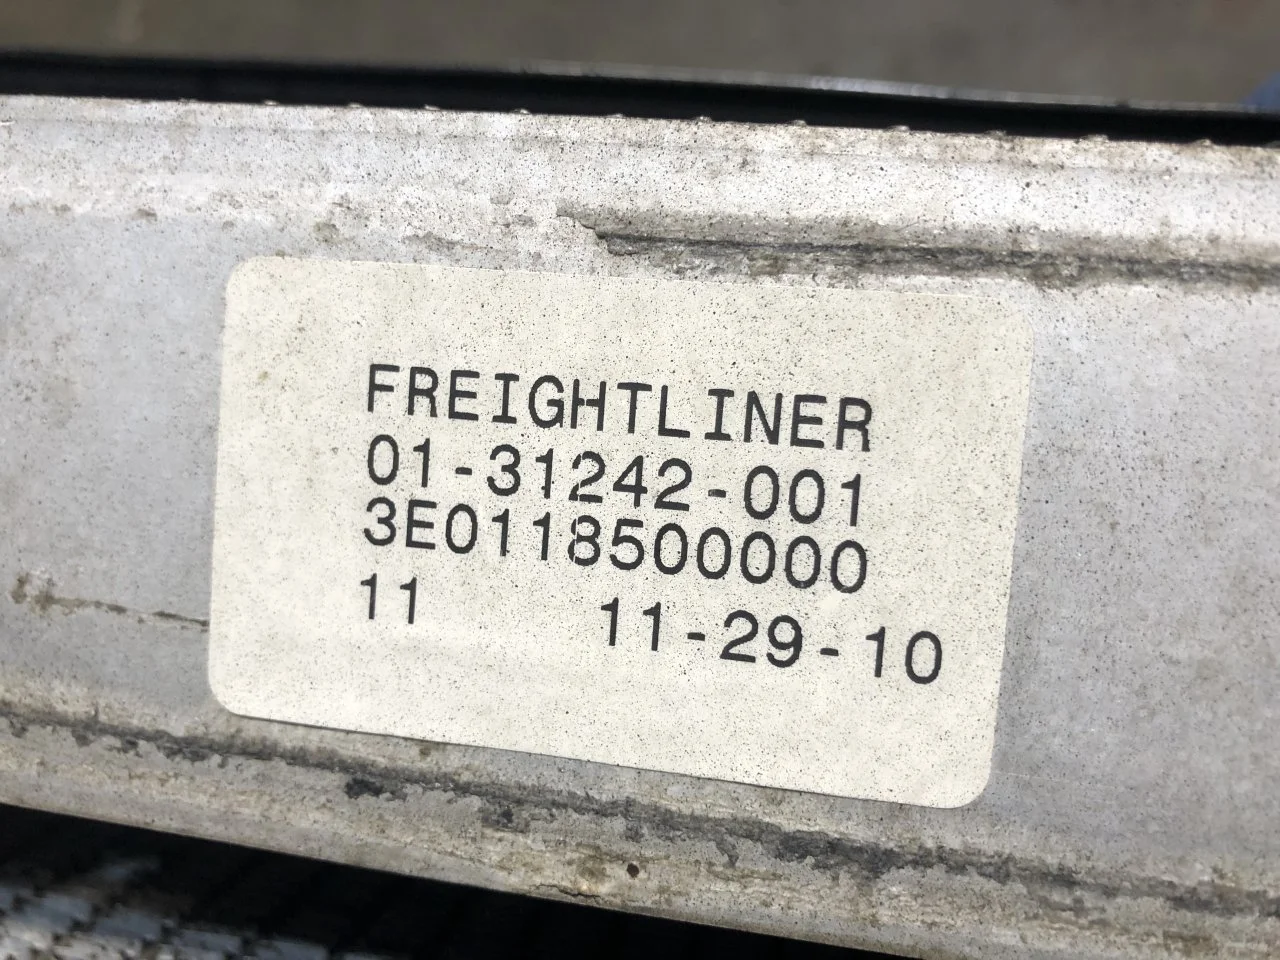 FREIGHTLINER
01-31242-001
3E0118500000
11 11-29-10